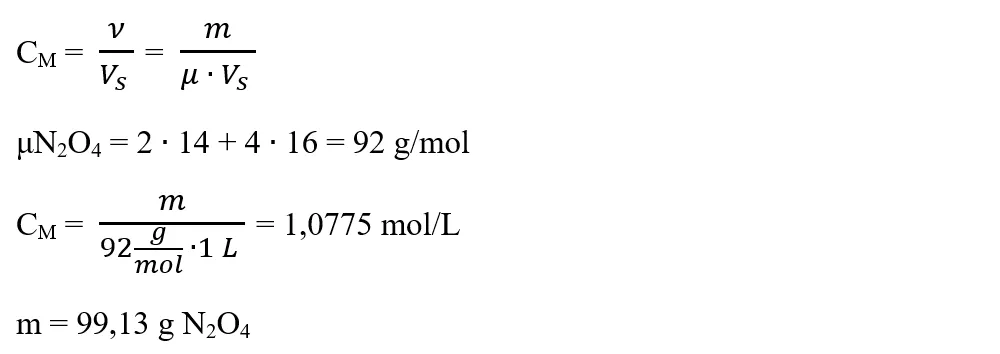 C_M = ν / V_S = m / (μ · V_S)
μN₂O₄ = 2 · 14 + 4 · 16 = 92 g/mol
C_M = m / (92 g/mol · 1 L) = 1,0775 mol/L
m = 99,13 g N₂O₄